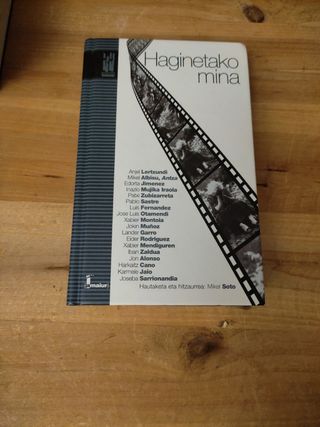 Haginetako
mina
Anjel Lertxundi
Mikel Albisu, Antza
Edorta Jimenez
Inazio Mujika Iraola
Patxi Zubizarreta
Pablo Sastre
Luis Fernandez
Jose Luis Otamendi
Xabier Montoia
Jokin Muñoz
Lander Garro
Eider Rodriguez
Xabier Mendiguren
Iban Zaldua
Jon Alonso
Harkaitz Cano
Karmele Jaio
Joseba Sarrionandia
Hautaketa eta hitzaurrea: Mikel Soto
txalaparta